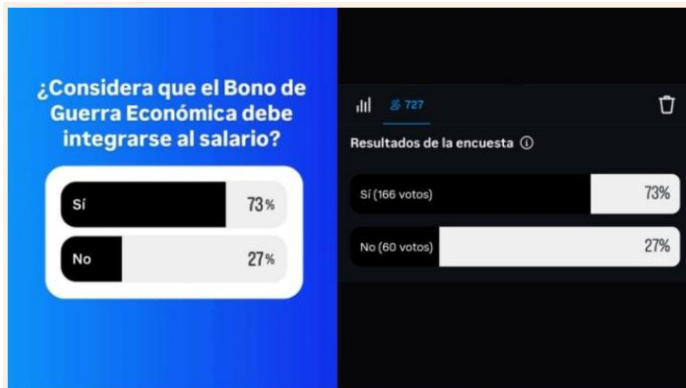 ¿Considera que el Bono de
Guerra Económica debe
integrarse al salario?
Sí 73%
No 27%
727
Resultados de la encuesta
Sí (166 votos) 73%
No (60 votos) 27%